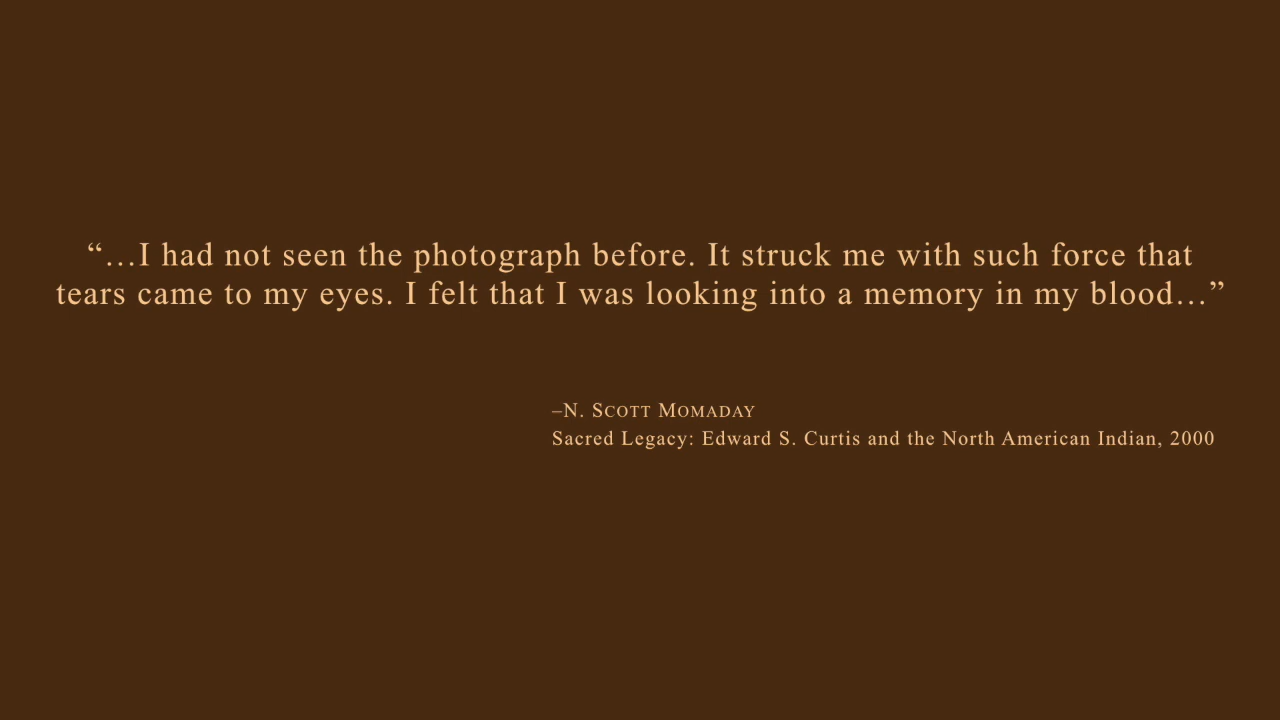 “…I had not seen the photograph before. It struck me with such force that
tears came to my eyes. I felt that I was looking into a memory in my blood…”
–N. Scott Momaday
Sacred Legacy: Edward S. Curtis and the North American Indian, 2000